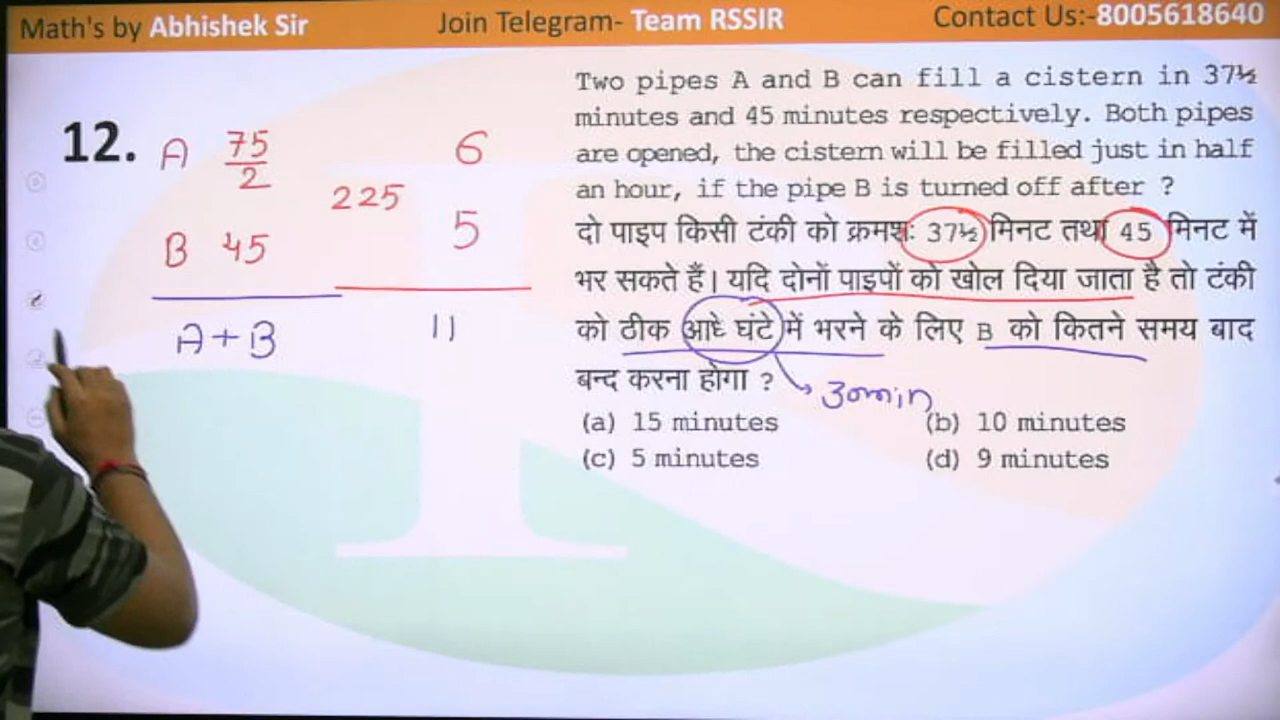 Math's by Abhishek Sir Join Telegram- Team RSSIR Contact Us:-8005618640
Two pipes A and B can fill a cistern in 37½
minutes and 45 minutes respectively. Both pipes
are opened, the cistern will be filled just in half
an hour, if the pipe B is turned off after ?
दो पाइप किसी टंकी को क्रमशः 37½ मिनट तथा 45 मिनट में
भर सकते हैं। यदि दोनों पाइपों को खोल दिया जाता है तो टंकी
को ठीक आधे घंटे में भरने के लिए B को कितने समय बाद
बन्द करना होगा ?
30min
(a) 15 minutes (b) 10 minutes
(c) 5 minutes (d) 9 minutes
12. A 75/2 6
225
B 45 5
A+B 11